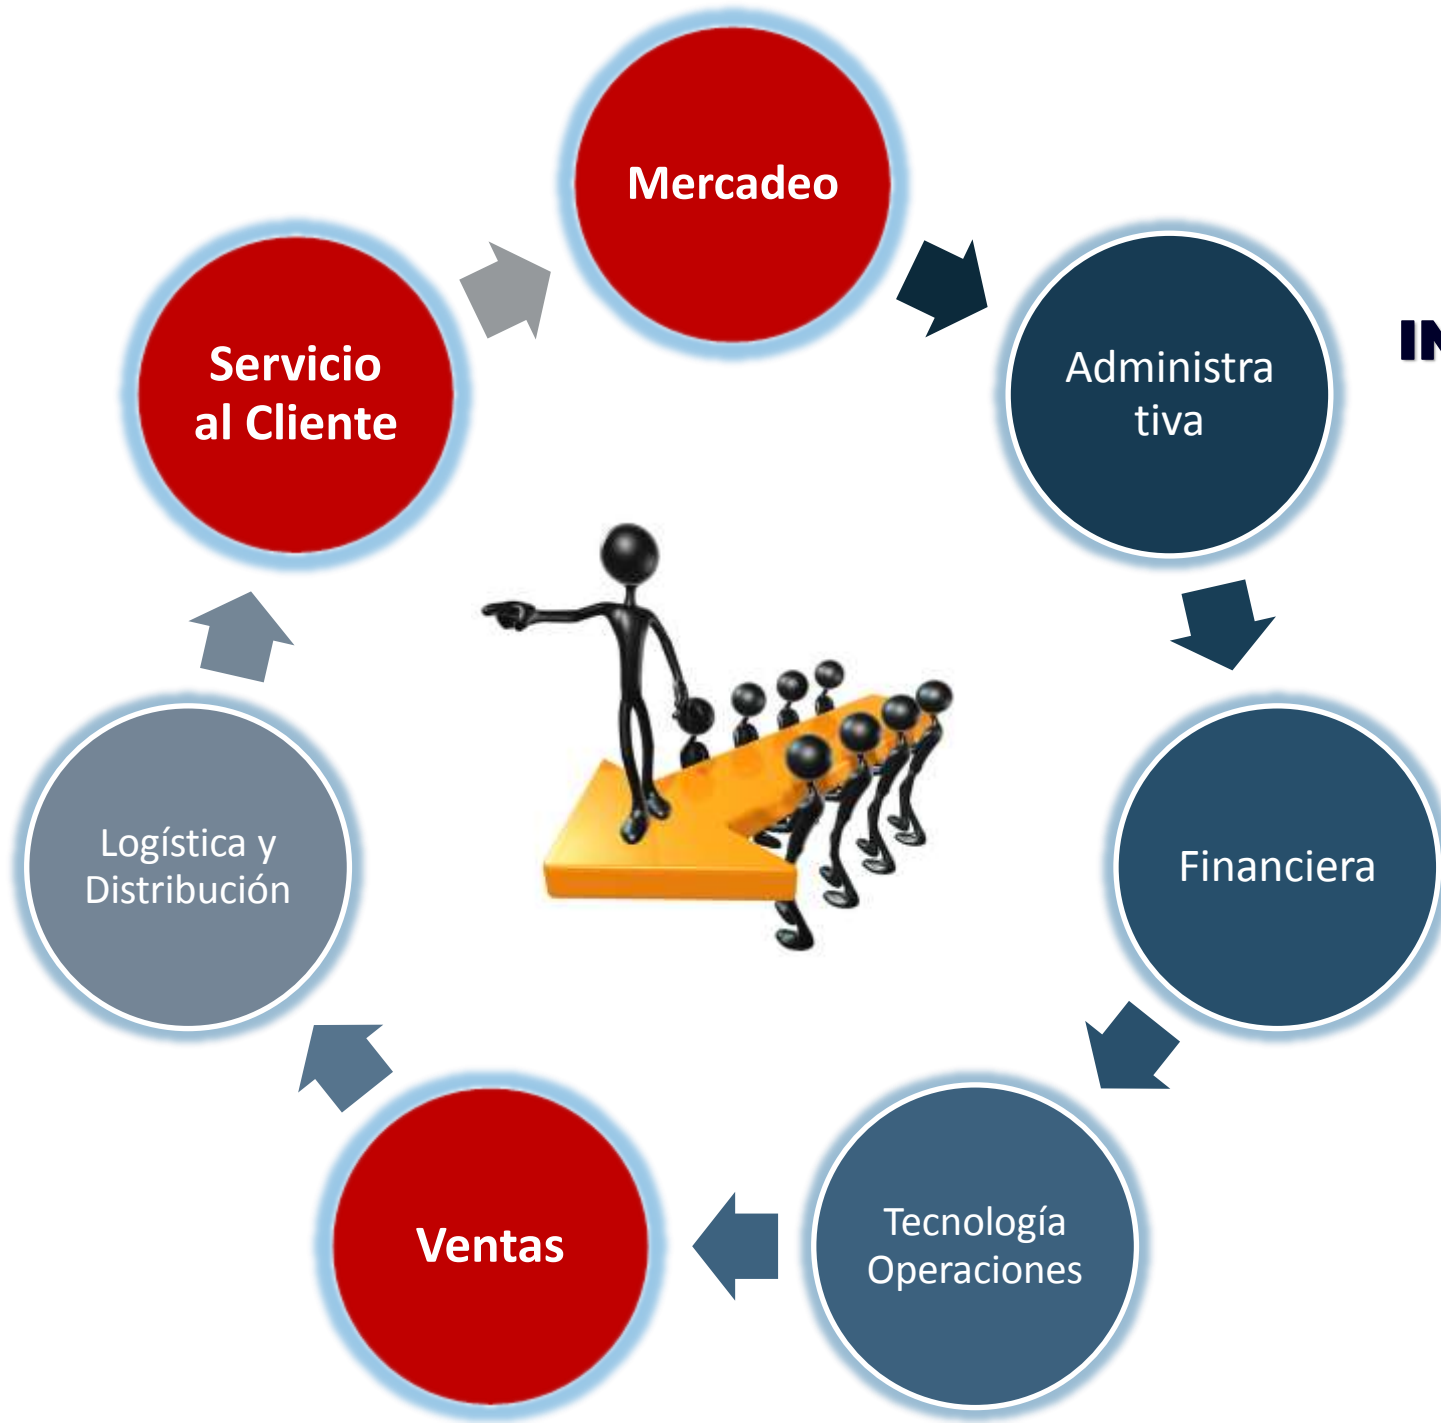 Mercadeo
Administra
tiva
Financiera
Tecnología
Operaciones
Ventas
Logística y
Distribución
Servicio
al Cliente